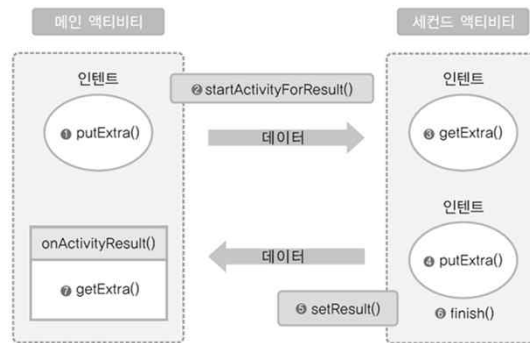 메인 액티비티
세컨드 액티비티
인텐트
❷ startActivityForResult()
인텐트
❶ putExtra()
데이터
❸ getExtra()
인텐트
onActivityResult()
데이터
❹ putExtra()
❼ getExtra()
❺ setResult()
❻ finish()